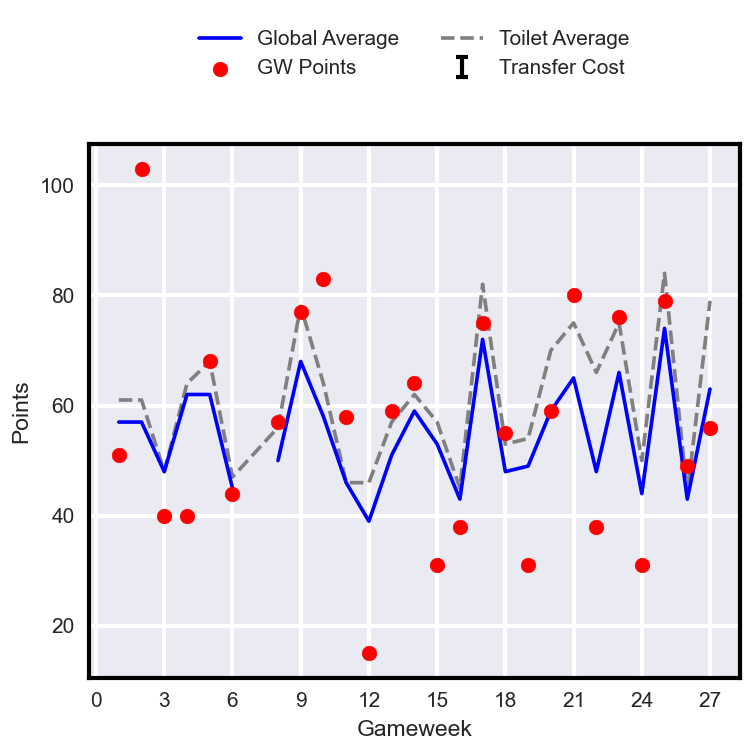 Global Average
Toilet Average
GW Points
Transfer Cost
100
80
60
40
20
Points
0 3 6 9 12 15 18 21 24 27
Gameweek